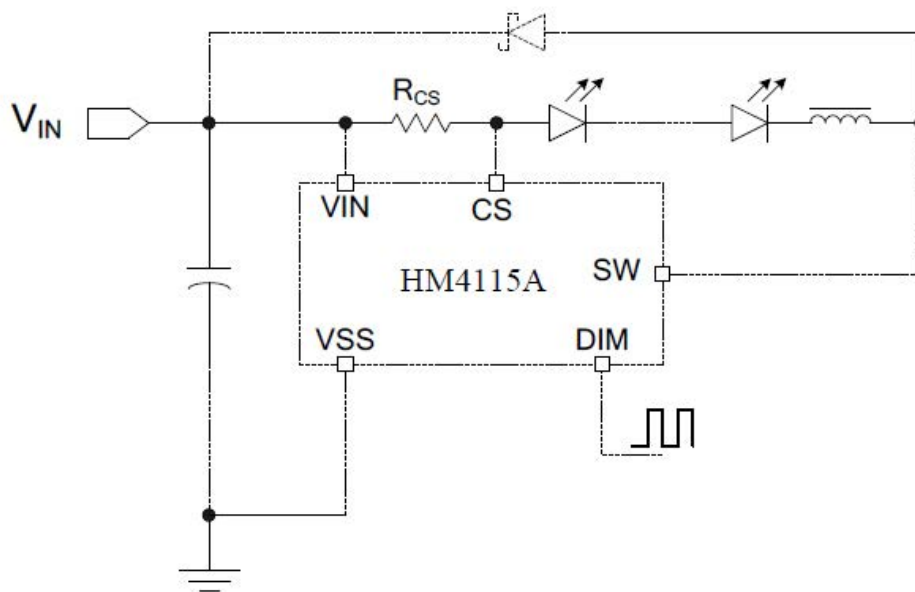 R_CS
V_IN
VIN
CS
HM4115A
SW
VSS
DIM